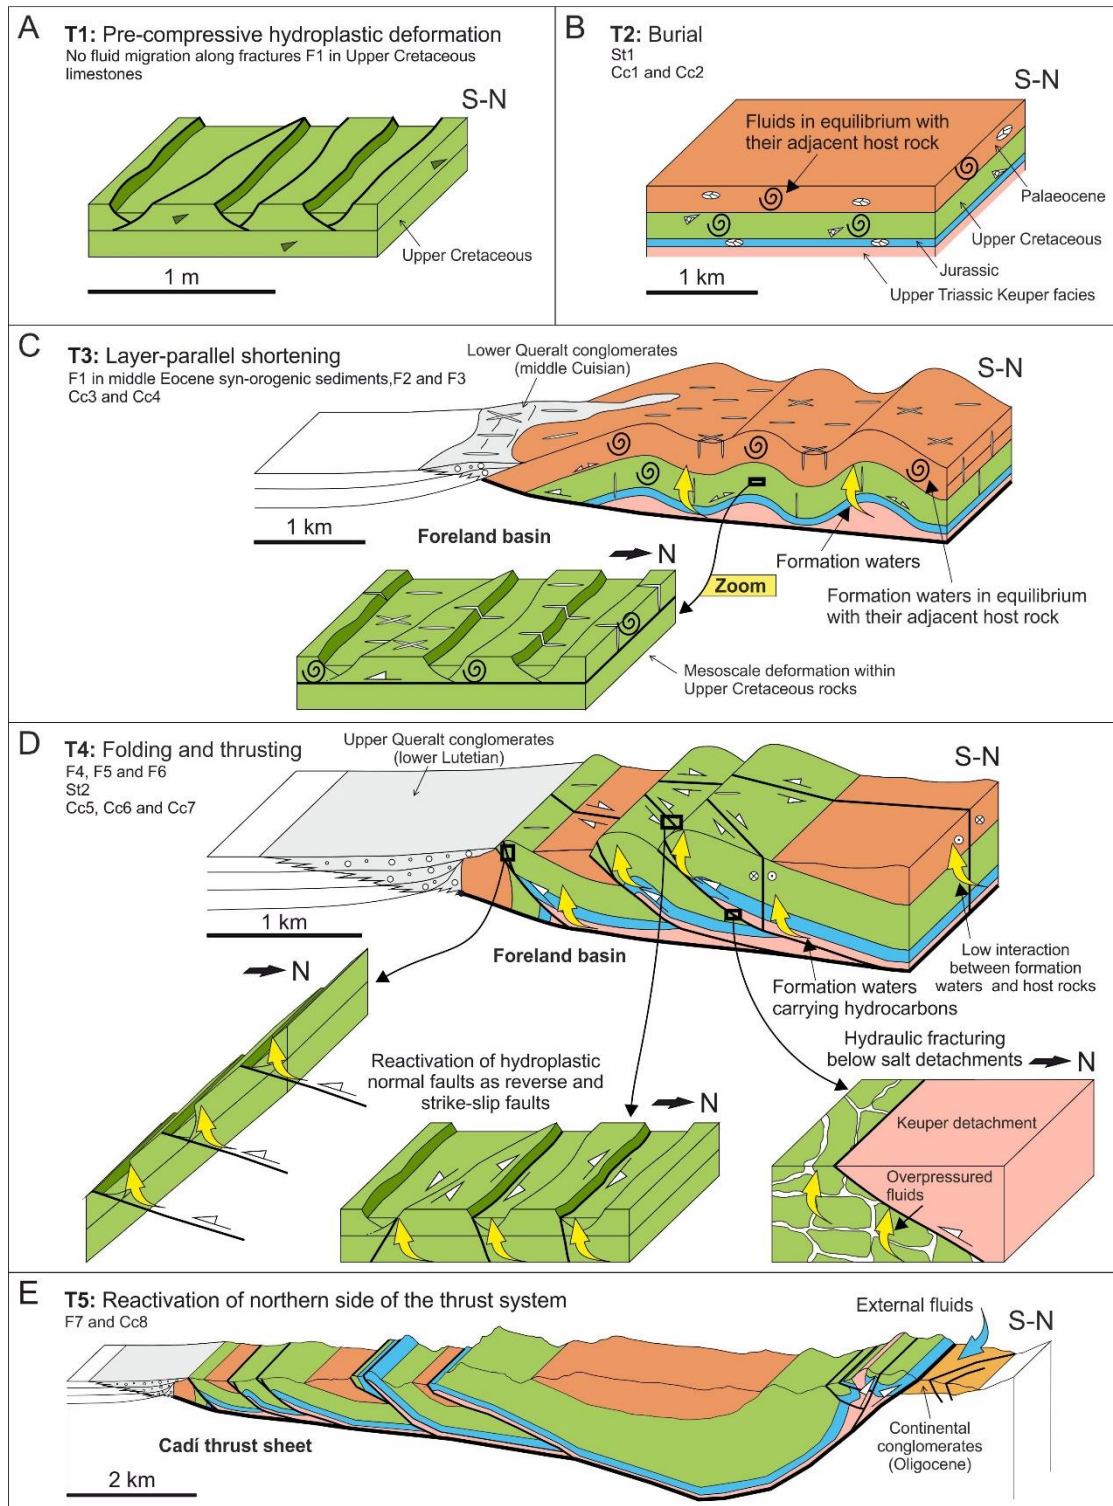 A
T1: Pre-compressive hydroplastic deformation
No fluid migration along fractures F1 in Upper Cretaceous
limestones
S-N
Upper Cretaceous
1 m
B
T2: Burial
St1
Cc1 and Cc2
S-N
Fluids in equilibrium with
their adjacent host rock
Palaeocene
Upper Cretaceous
Jurassic
Upper Triassic Keuper facies
1 km
C
T3: Layer-parallel shortening
F1 in middle Eocene syn-orogenic sediments,F2 and F3
Cc3 and Cc4
Lower Queralt conglomerates
(middle Cuisian)
S-N
1 km
Foreland basin
N
Zoom
Formation waters
Formation waters in equilibrium
with their adjacent host rock
Mesoscale deformation within
Upper Cretaceous rocks
D
T4: Folding and thrusting
F4, F5 and F6
St2
Cc5, Cc6 and Cc7
Upper Queralt conglomerates
(lower Lutetian)
S-N
1 km
Foreland basin
N
Formation waters
carrying hydrocarbons
Low interaction
between formation
waters and host rocks
Reactivation of hydroplastic
normal faults as reverse and
strike-slip faults
N
Hydraulic fracturing
below salt detachments
N
Keuper detachment
Overpressured
fluids
E
T5: Reactivation of northern side of the thrust system
F7 and Cc8
External fluids
S-N
Cadí thrust sheet
2 km
Continental
conglomerates
(Oligocene)